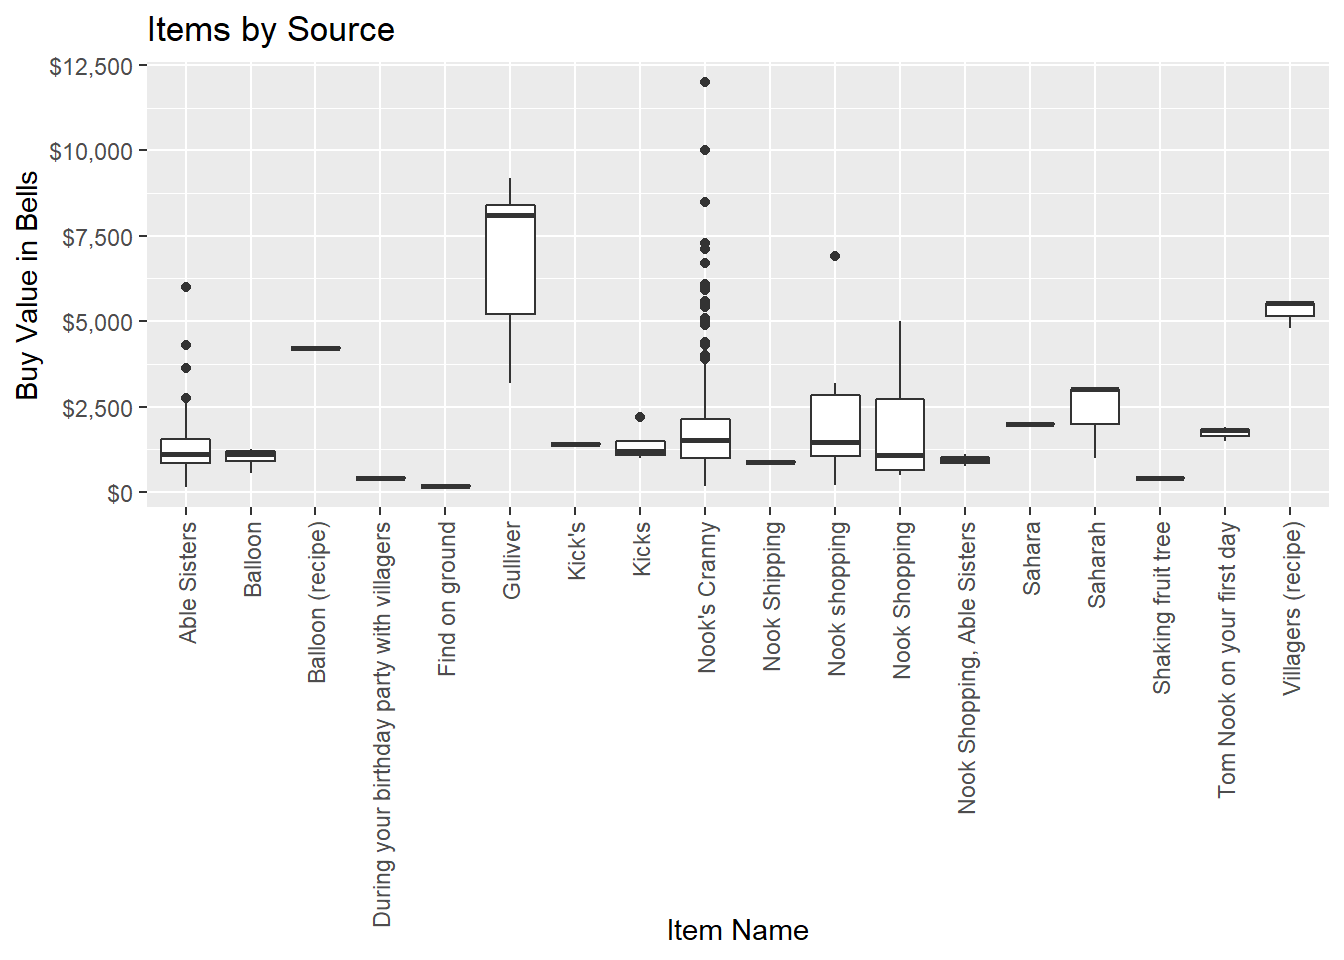 Items by Source
Buy Value in Bells
$12,500
$10,000
$7,500
$5,000
$2,500
$0
Able Sisters
Balloon
Balloon (recipe)
During your birthday party with villagers
Find on ground
Gulliver
Kick's
Kicks
Nook's Cranny
Nook Shipping
Nook shopping
Nook Shopping
Nook Shopping, Able Sisters
Sahara
Saharah
Shaking fruit tree
Tom Nook on your first day
Villagers (recipe)
Item Name